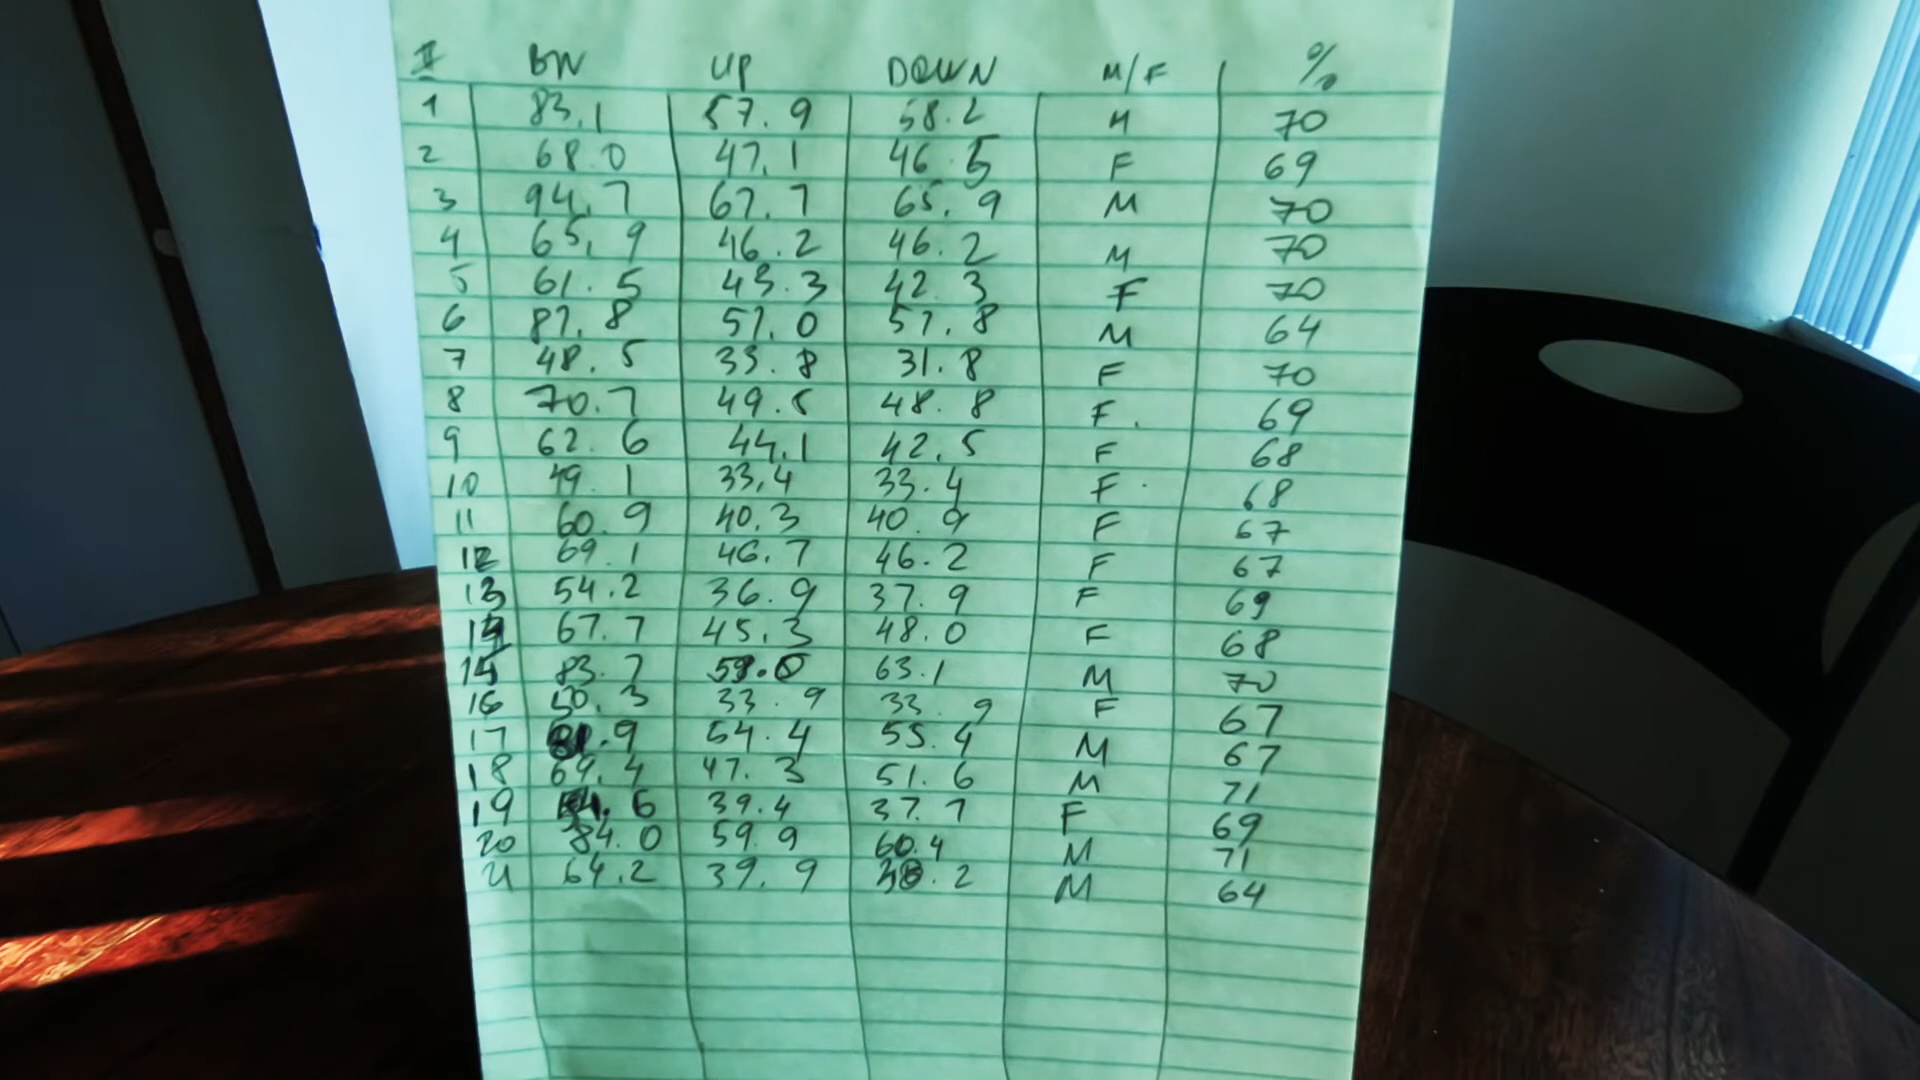 # BW UP DOWN M/F %
1 83.1 57.9 58.2 M 70
2 68.0 47.1 46.5 F 69
3 94.7 67.7 65.9 M 70
4 65.9 46.2 46.2 M 70
5 61.5 43.3 42.3 F 70
6 87.8 57.0 57.8 M 64
7 48.5 33.8 31.8 F 70
8 70.7 49.5 48.8 F. 69
9 62.6 44.1 42.5 F 68
10 49.1 33.4 33.4 F 68
11 60.9 40.3 40.9 F 67
12 69.1 46.7 46.2 F 67
13 54.2 36.9 37.9 F 69
14 67.7 45.3 48.0 F 68
15 83.7 63.1 M 70
16 50.3 33.9 33.9 F 67
17 54.4 55.4 M 67
18 69.4 47.3 51.6 M 71
19 39.4 37.7 F 69
20 84.0 59.9 60.4 M 71
21 64.2 39.9 M 64